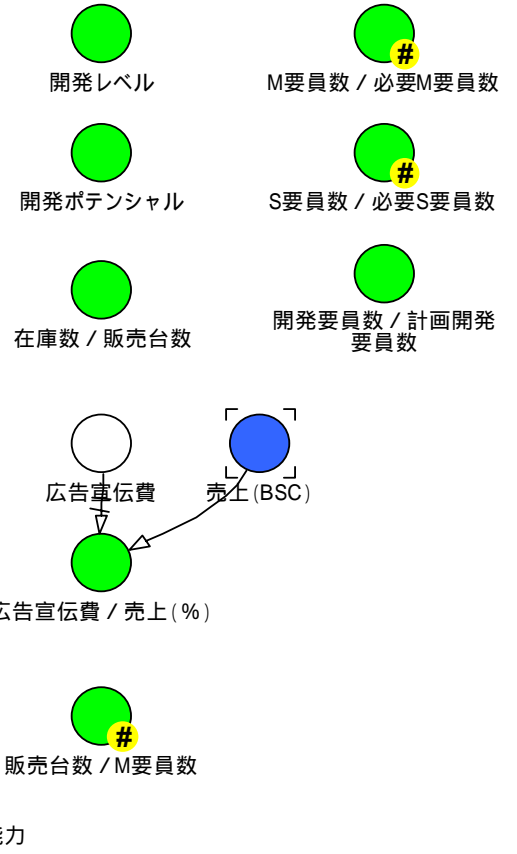 #
開発レベル
M要員数 / 必要M要員数
#
開発ポテンシャル
S要員数 / 必要S要員数
在庫数 / 販売台数
開発要員数 / 計画開発
要員数
広告宣伝費
売上(BSC)
広告宣伝費 / 売上(%)
#
販売台数 /M要員数
能力